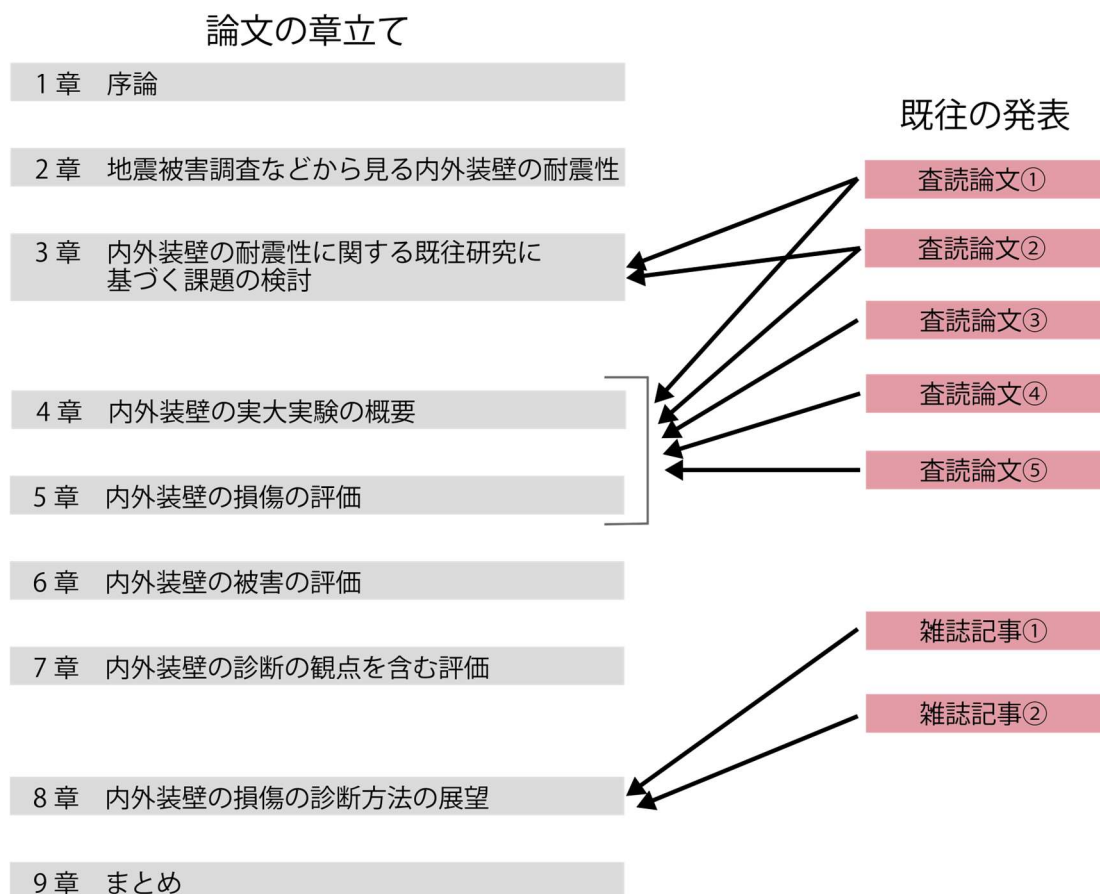 論文の章立て
1 章　序論
2 章　地震被害調査などから見る内外装壁の耐震性
3 章　内外装壁の耐震性に関する既往研究に
基づく課題の検討
4 章　内外装壁の実大実験の概要
5 章　内外装壁の損傷の評価
6 章　内外装壁の被害の評価
7 章　内外装壁の診断の観点を含む評価
8 章　内外装壁の損傷の診断方法の展望
9 章　まとめ
既往の発表
査読論文①
査読論文②
査読論文③
査読論文④
査読論文⑤
雑誌記事①
雑誌記事②